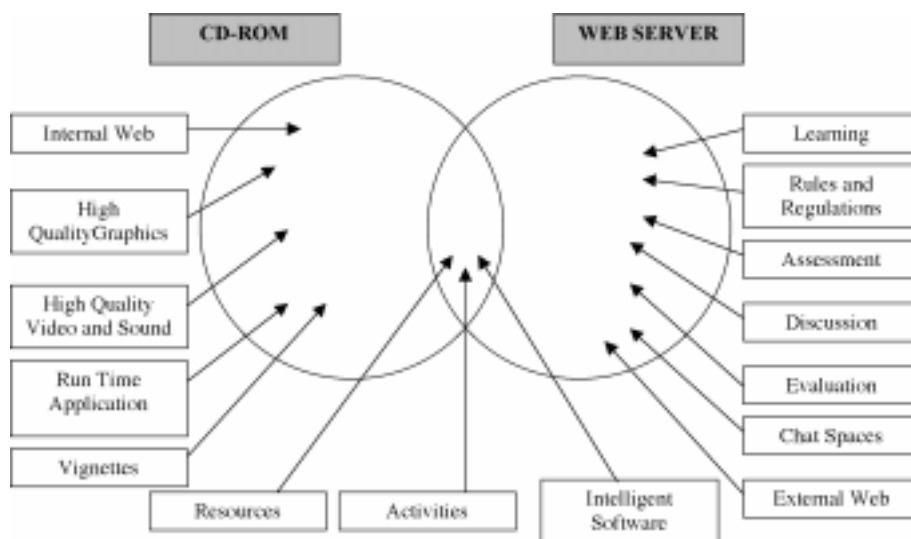 CD-ROM
WEB SERVER
Internal Web
High
QualityGraphics
High Quality
Video and Sound
Run Time
Application
Vignettes
Resources
Activities
Intelligent
Software
Learning
Rules and
Regulations
Assessment
Discussion
Evaluation
Chat Spaces
External Web